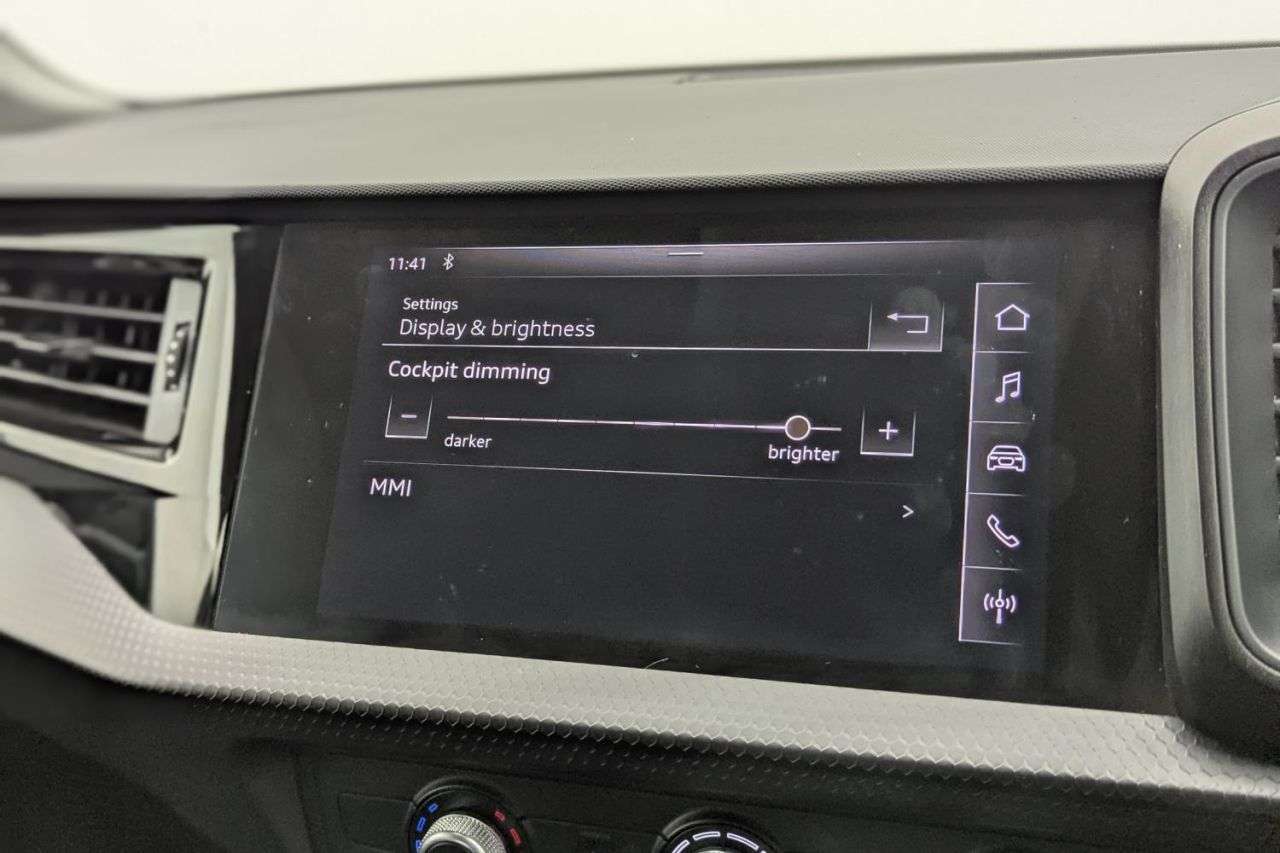 11:41
Settings
Display & brightness
Cockpit dimming
− +
darker brighter
MMI >